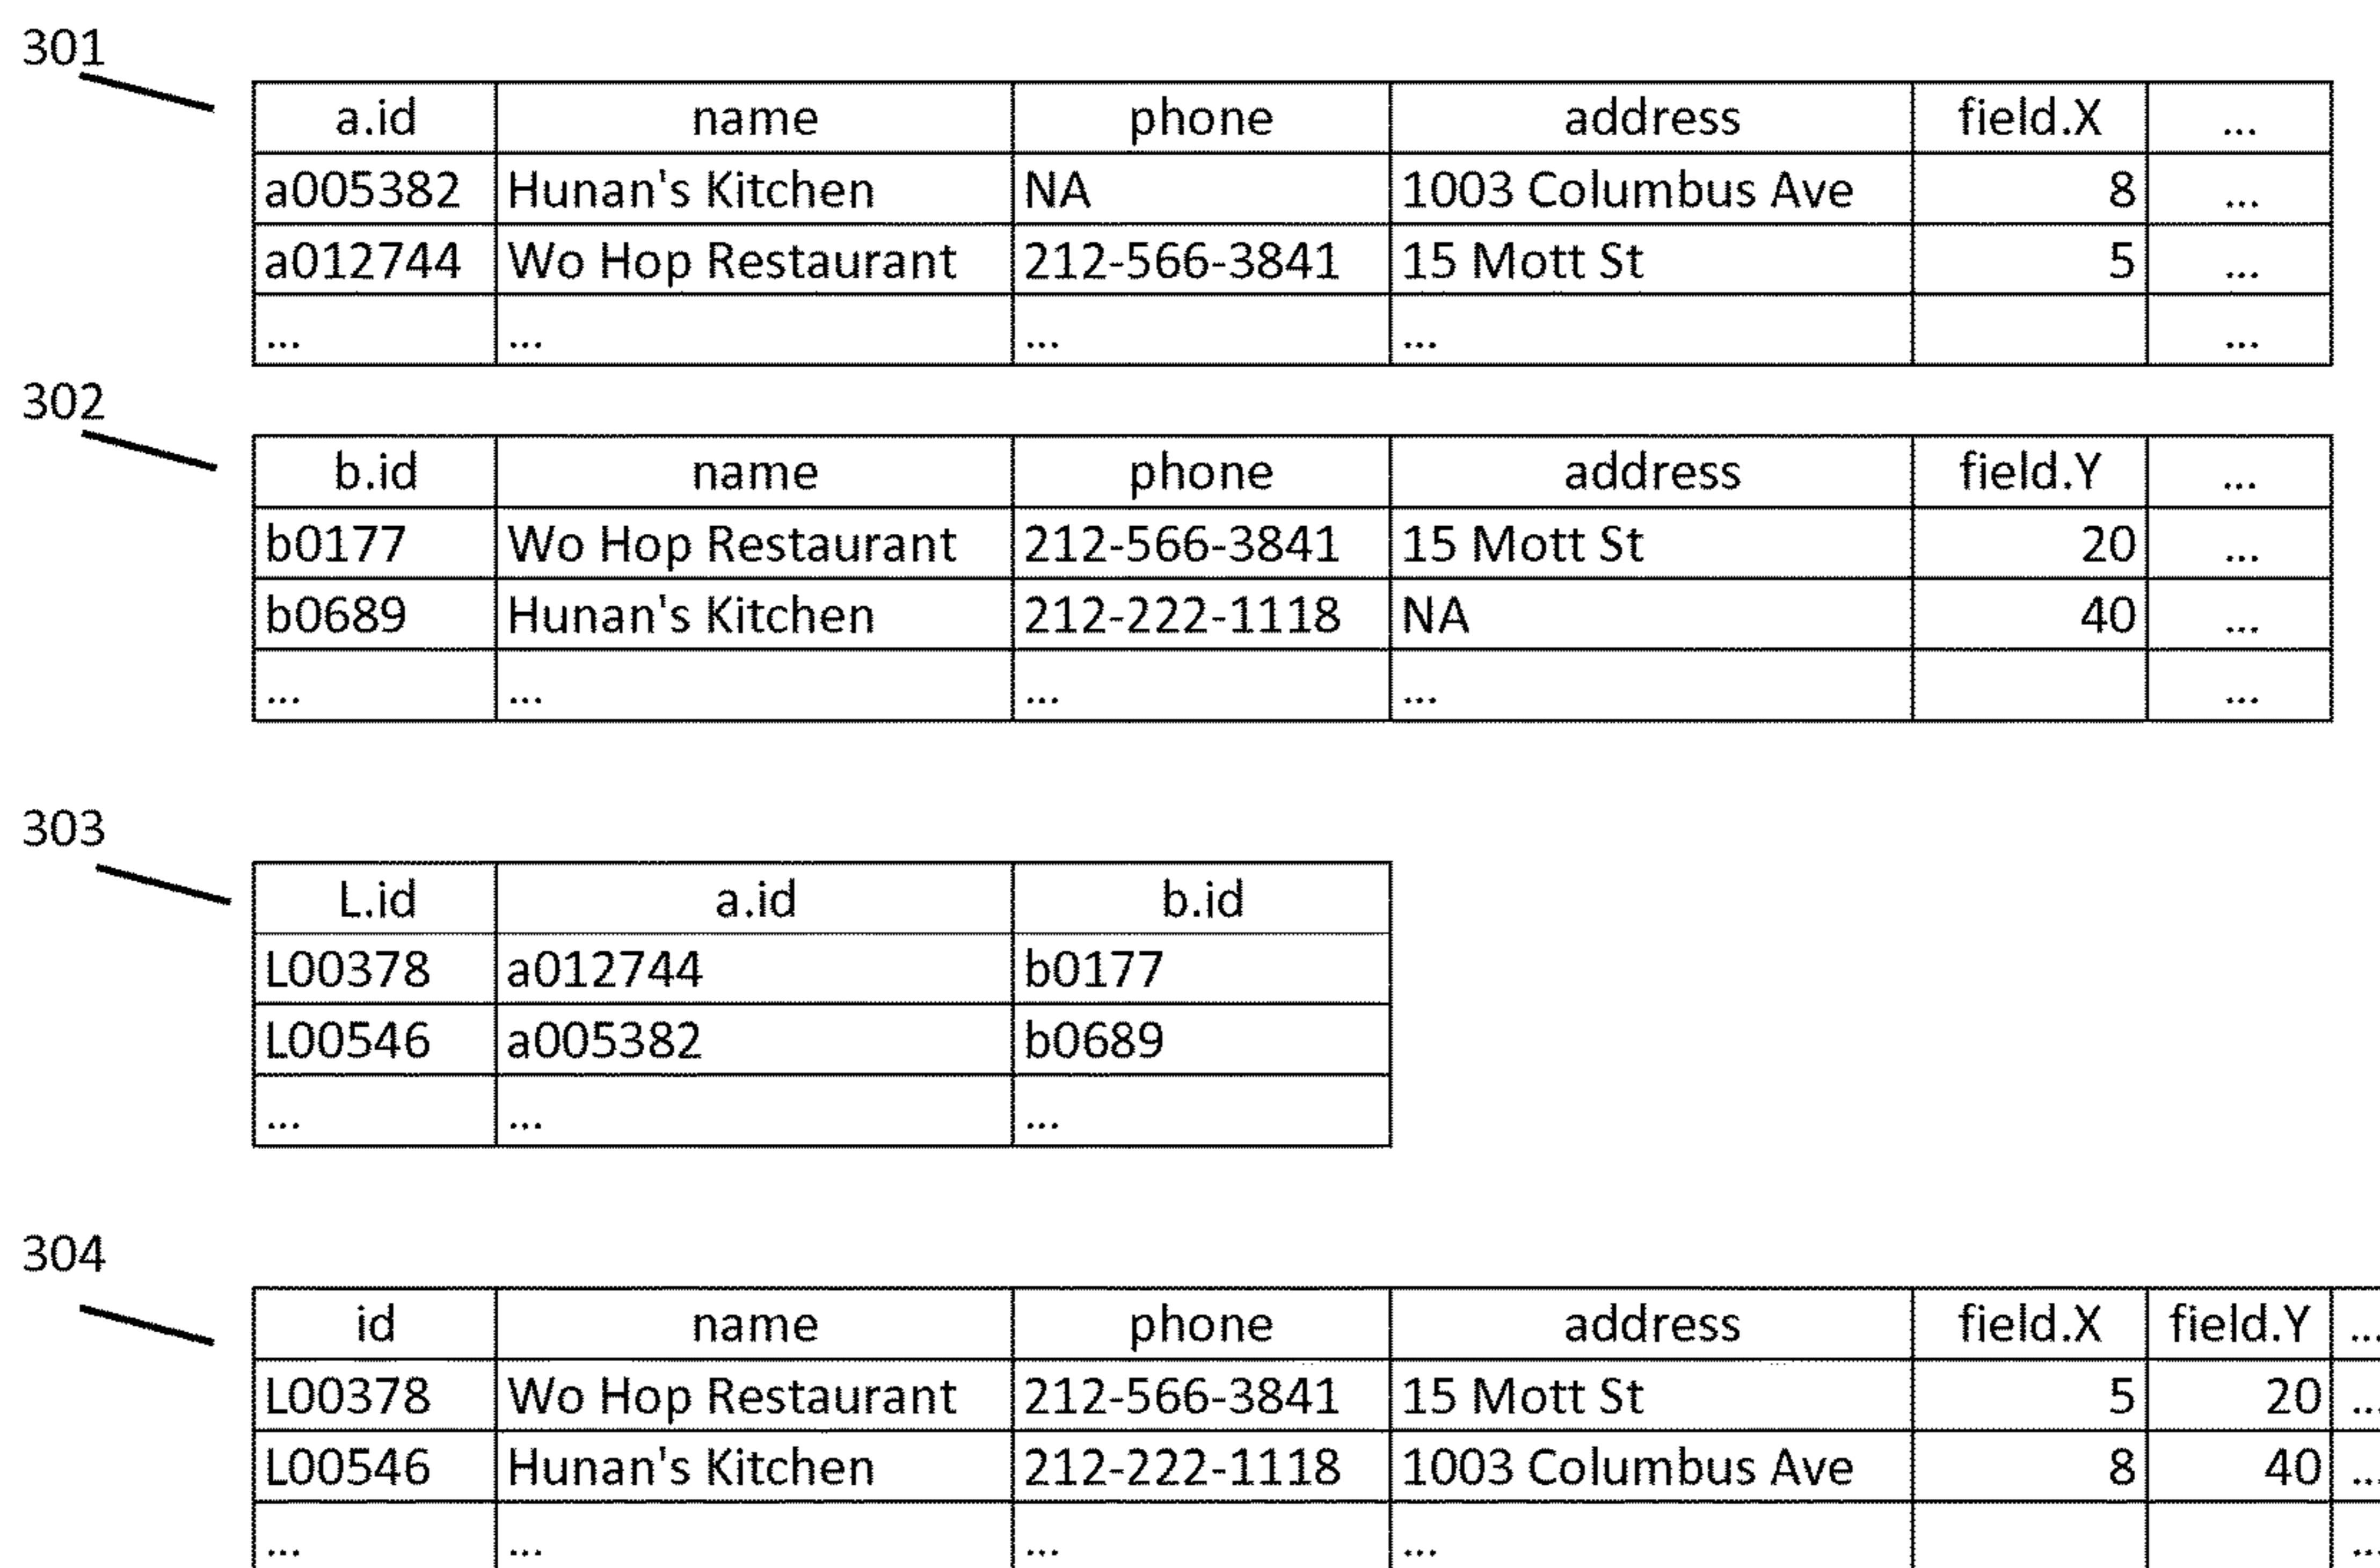 301
a.id name phone address field.X ...
a005382 Hunan's Kitchen NA 1003 Columbus Ave 8 ...
a012744 Wo Hop Restaurant 212-566-3841 15 Mott St 5 ...
... ... ... ... ...
302
b.id name phone address field.Y ...
b0177 Wo Hop Restaurant 212-566-3841 15 Mott St 20 ...
b0689 Hunan's Kitchen 212-222-1118 NA 40 ...
... ... ... ... ...
303
L.id a.id b.id
L00378 a012744 b0177
L00546 a005382 b0689
... ... ...
304
id name phone address field.X field.Y ...
L00378 Wo Hop Restaurant 212-566-3841 15 Mott St 5 20 ...
L00546 Hunan's Kitchen 212-222-1118 1003 Columbus Ave 8 40 ...
... ... ... ... ...